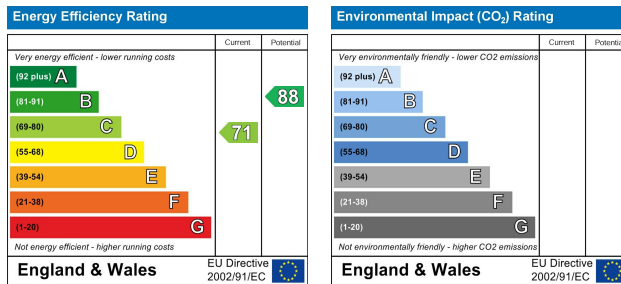 Energy Efficiency Rating
Current Potential
Very energy efficient - lower running costs
(92 plus) A
(81-91) B
88
(69-80) C
71
(55-68) D
(39-54) E
(21-38) F
(1-20) G
Not energy efficient - higher running costs
England & Wales
EU Directive
2002/91/EC
Environmental Impact (CO₂) Rating
Current Potential
Very environmentally friendly - lower CO2 emissions
(92 plus) A
(81-91) B
(69-80) C
(55-68) D
(39-54) E
(21-38) F
(1-20) G
Not environmentally friendly - higher CO2 emissions
England & Wales
EU Directive
2002/91/EC